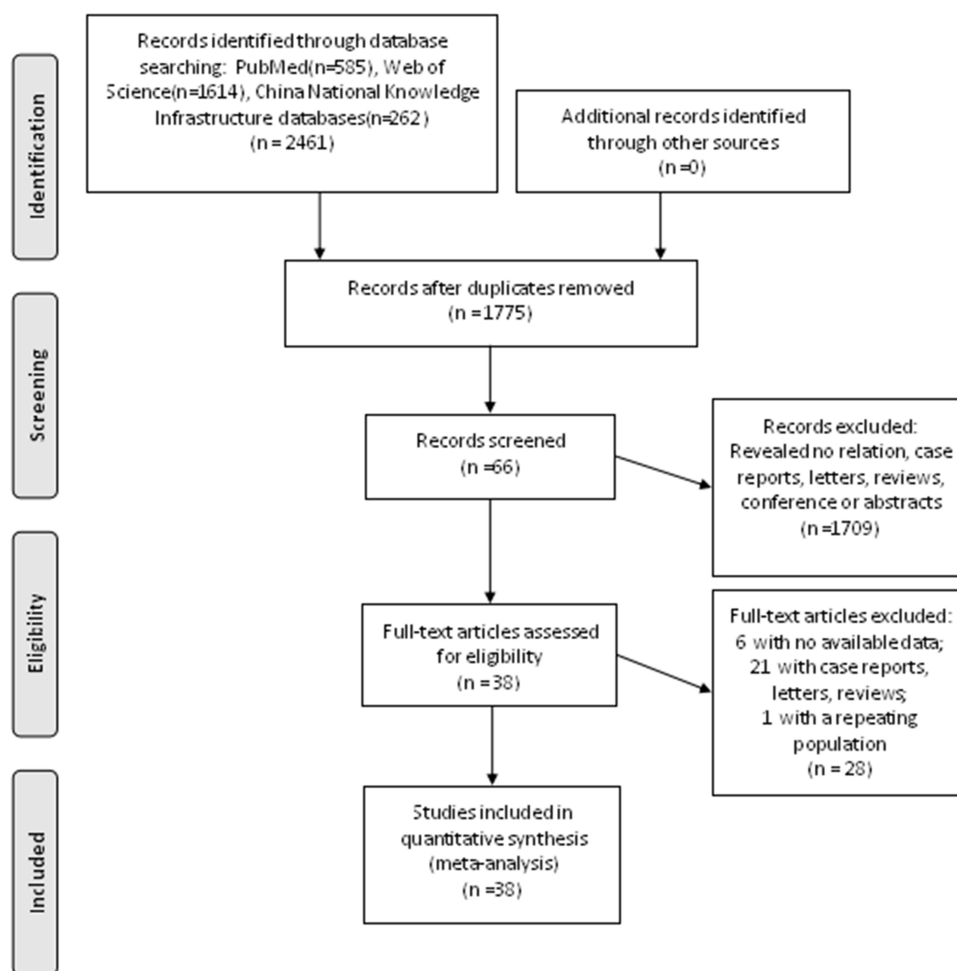 Identification
Records identified through database
searching: PubMed(n=585), Web of
Science(n=1614), China National Knowledge
Infrastructure databases(n=262)
(n = 2461)
Additional records identified
through other sources
(n =0)
Records after duplicates removed
(n =1775)
Screening
Records screened
(n =66)
Records excluded:
Revealed no relation, case
reports, letters, reviews,
conference or abstracts
(n =1709)
Eligibility
Full-text articles assessed
for eligibility
(n = 38)
Full-text articles excluded:
6 with no available data;
21 with case reports,
letters, reviews;
1 with a repeating
population
(n = 28)
Included
Studies included in
quantitative synthesis
(meta-analysis)
(n =38)